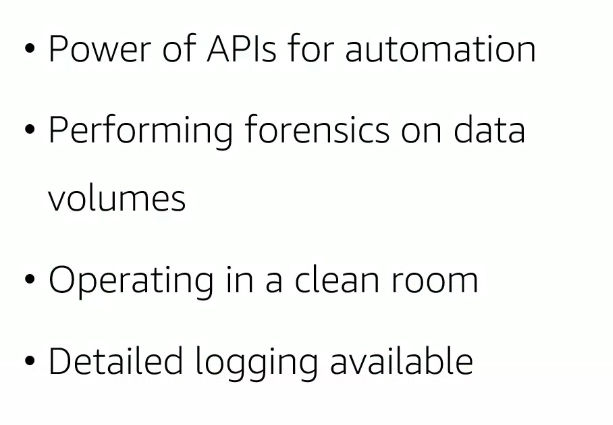 • Power of APIs for automation
• Performing forensics on data
volumes
• Operating in a clean room
• Detailed logging available